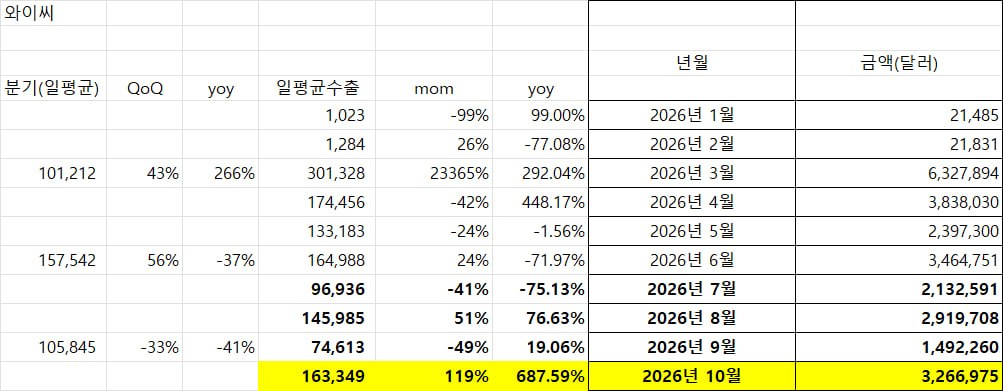 와이씨
년월 금액(달러)
분기(일평균) QoQ yoy 일평균수출 mom yoy
1,023 -99% 99.00% 2026년 1월 21,485
1,284 26% -77.08% 2026년 2월 21,831
101,212 43% 266% 301,328 23365% 292.04% 2026년 3월 6,327,894
174,456 -42% 448.17% 2026년 4월 3,838,030
133,183 -24% -1.56% 2026년 5월 2,397,300
157,542 56% -37% 164,988 24% -71.97% 2026년 6월 3,464,751
96,936 -41% -75.13% 2026년 7월 2,132,591
145,985 51% 76.63% 2026년 8월 2,919,708
105,845 -33% -41% 74,613 -49% 19.06% 2026년 9월 1,492,260
163,349 119% 687.59% 2026년 10월 3,266,975